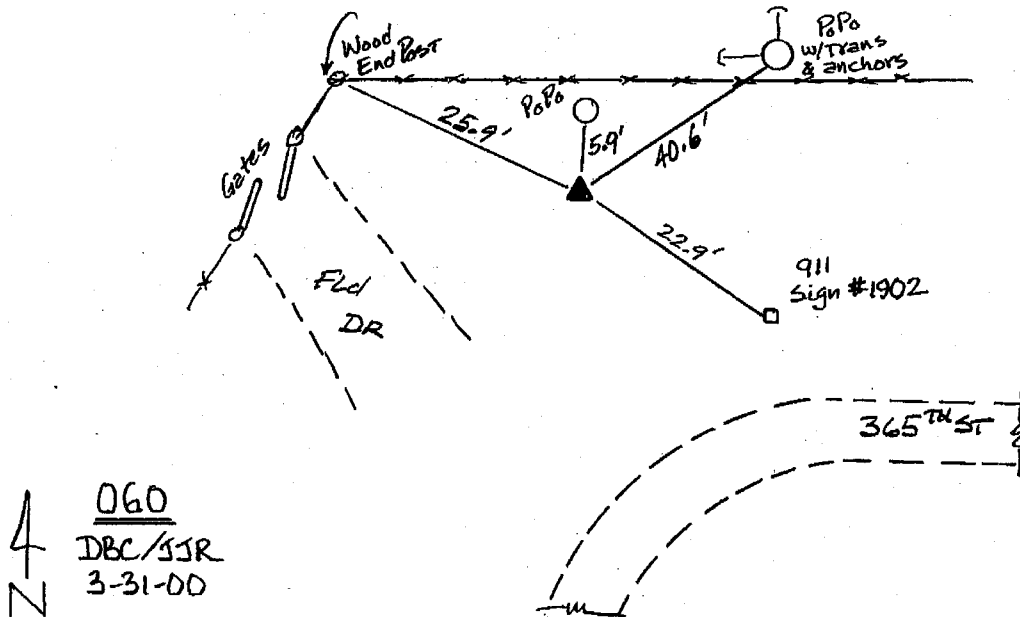 Wood
End Post
PoPo
w/Trans
& anchors
PoPo
25.9'
5.9'
40.6'
Gates
22.9'
911
Sign #1902
FLd
DR
365TH ST
060
DBC/JJR
3-31-00
N